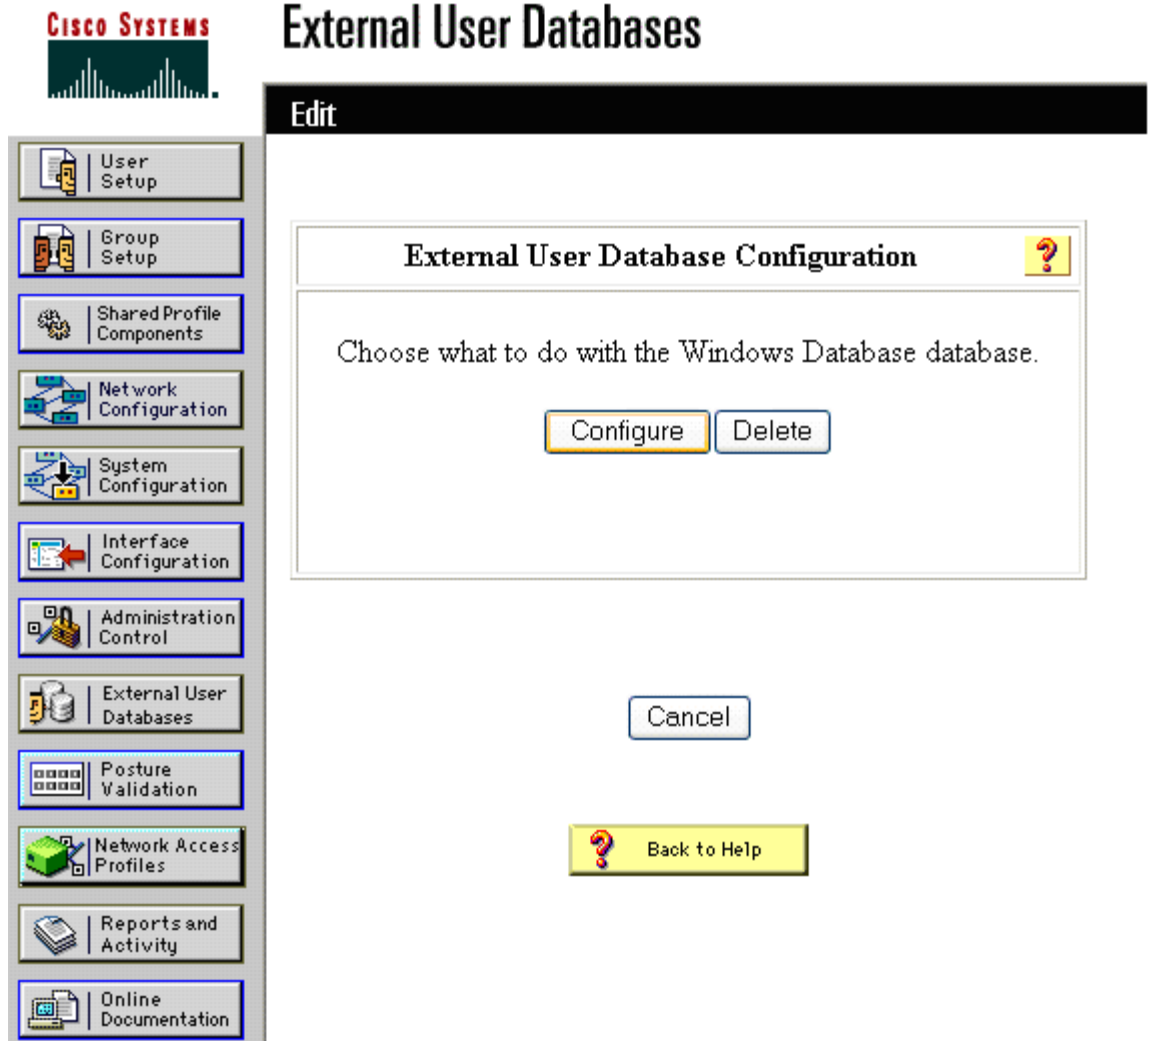 CISCO SYSTEMS
External User Databases
Edit
User
Setup
Group
Setup
Shared Profile
Components
Network
Configuration
System
Configuration
Interface
Configuration
Administration
Control
External User
Databases
Posture
Validation
Network Access
Profiles
Reports and
Activity
Online
Documentation
External User Database Configuration
?
Choose what to do with the Windows Database database.
Configure
Delete
Cancel
? Back to Help